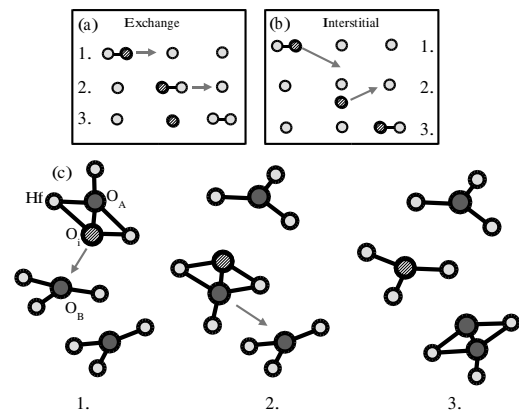 (a) Exchange
1.
2.
3.
(b) Interstitial
1.
2.
3.
(c)
Hf
O_A
O_i
O_B
1. 2. 3.